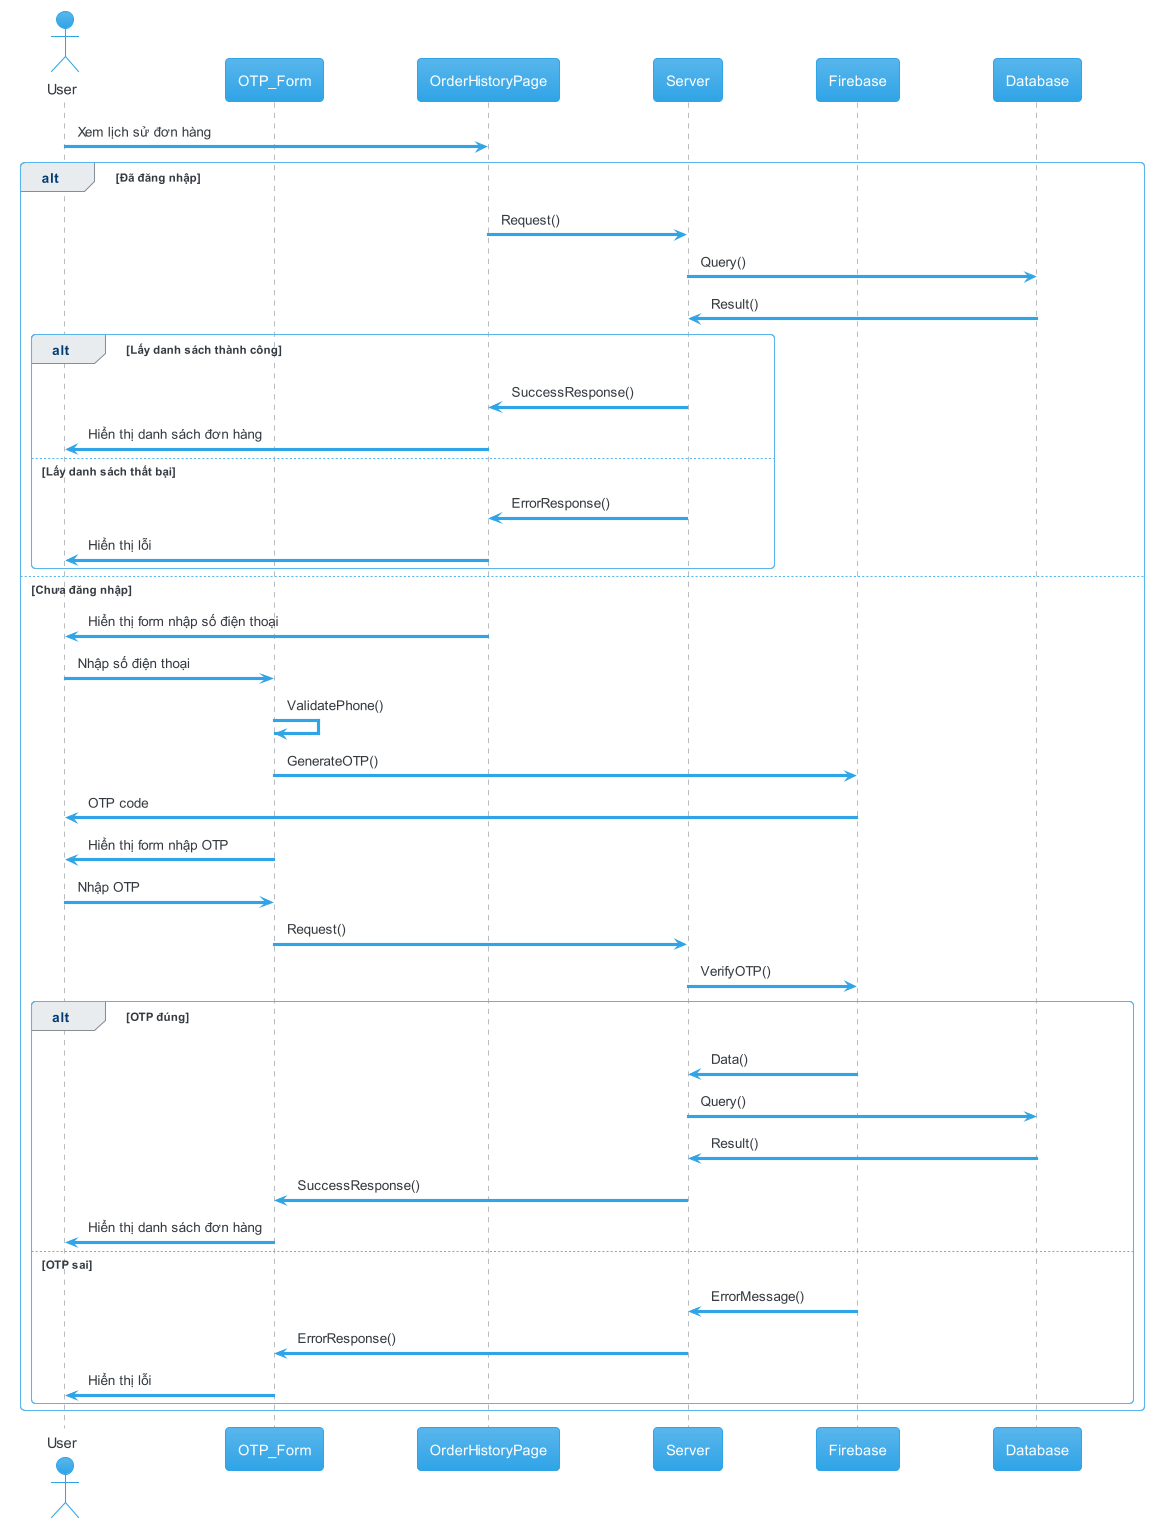 User
OTP_Form
OrderHistoryPage
Server
Firebase
Database
Xem lịch sử đơn hàng
alt
[Đã đăng nhập]
Request()
Query()
Result()
alt
[Lấy danh sách thành công]
SuccessResponse()
Hiển thị danh sách đơn hàng
[Lấy danh sách thất bại]
ErrorResponse()
Hiển thị lỗi
[Chưa đăng nhập]
Hiển thị form nhập số điện thoại
Nhập số điện thoại
ValidatePhone()
GenerateOTP()
OTP code
Hiển thị form nhập OTP
Nhập OTP
Request()
VerifyOTP()
alt
[OTP đúng]
Data()
Query()
Result()
SuccessResponse()
Hiển thị danh sách đơn hàng
[OTP sai]
ErrorMessage()
ErrorResponse()
Hiển thị lỗi
User
OTP_Form
OrderHistoryPage
Server
Firebase
Database